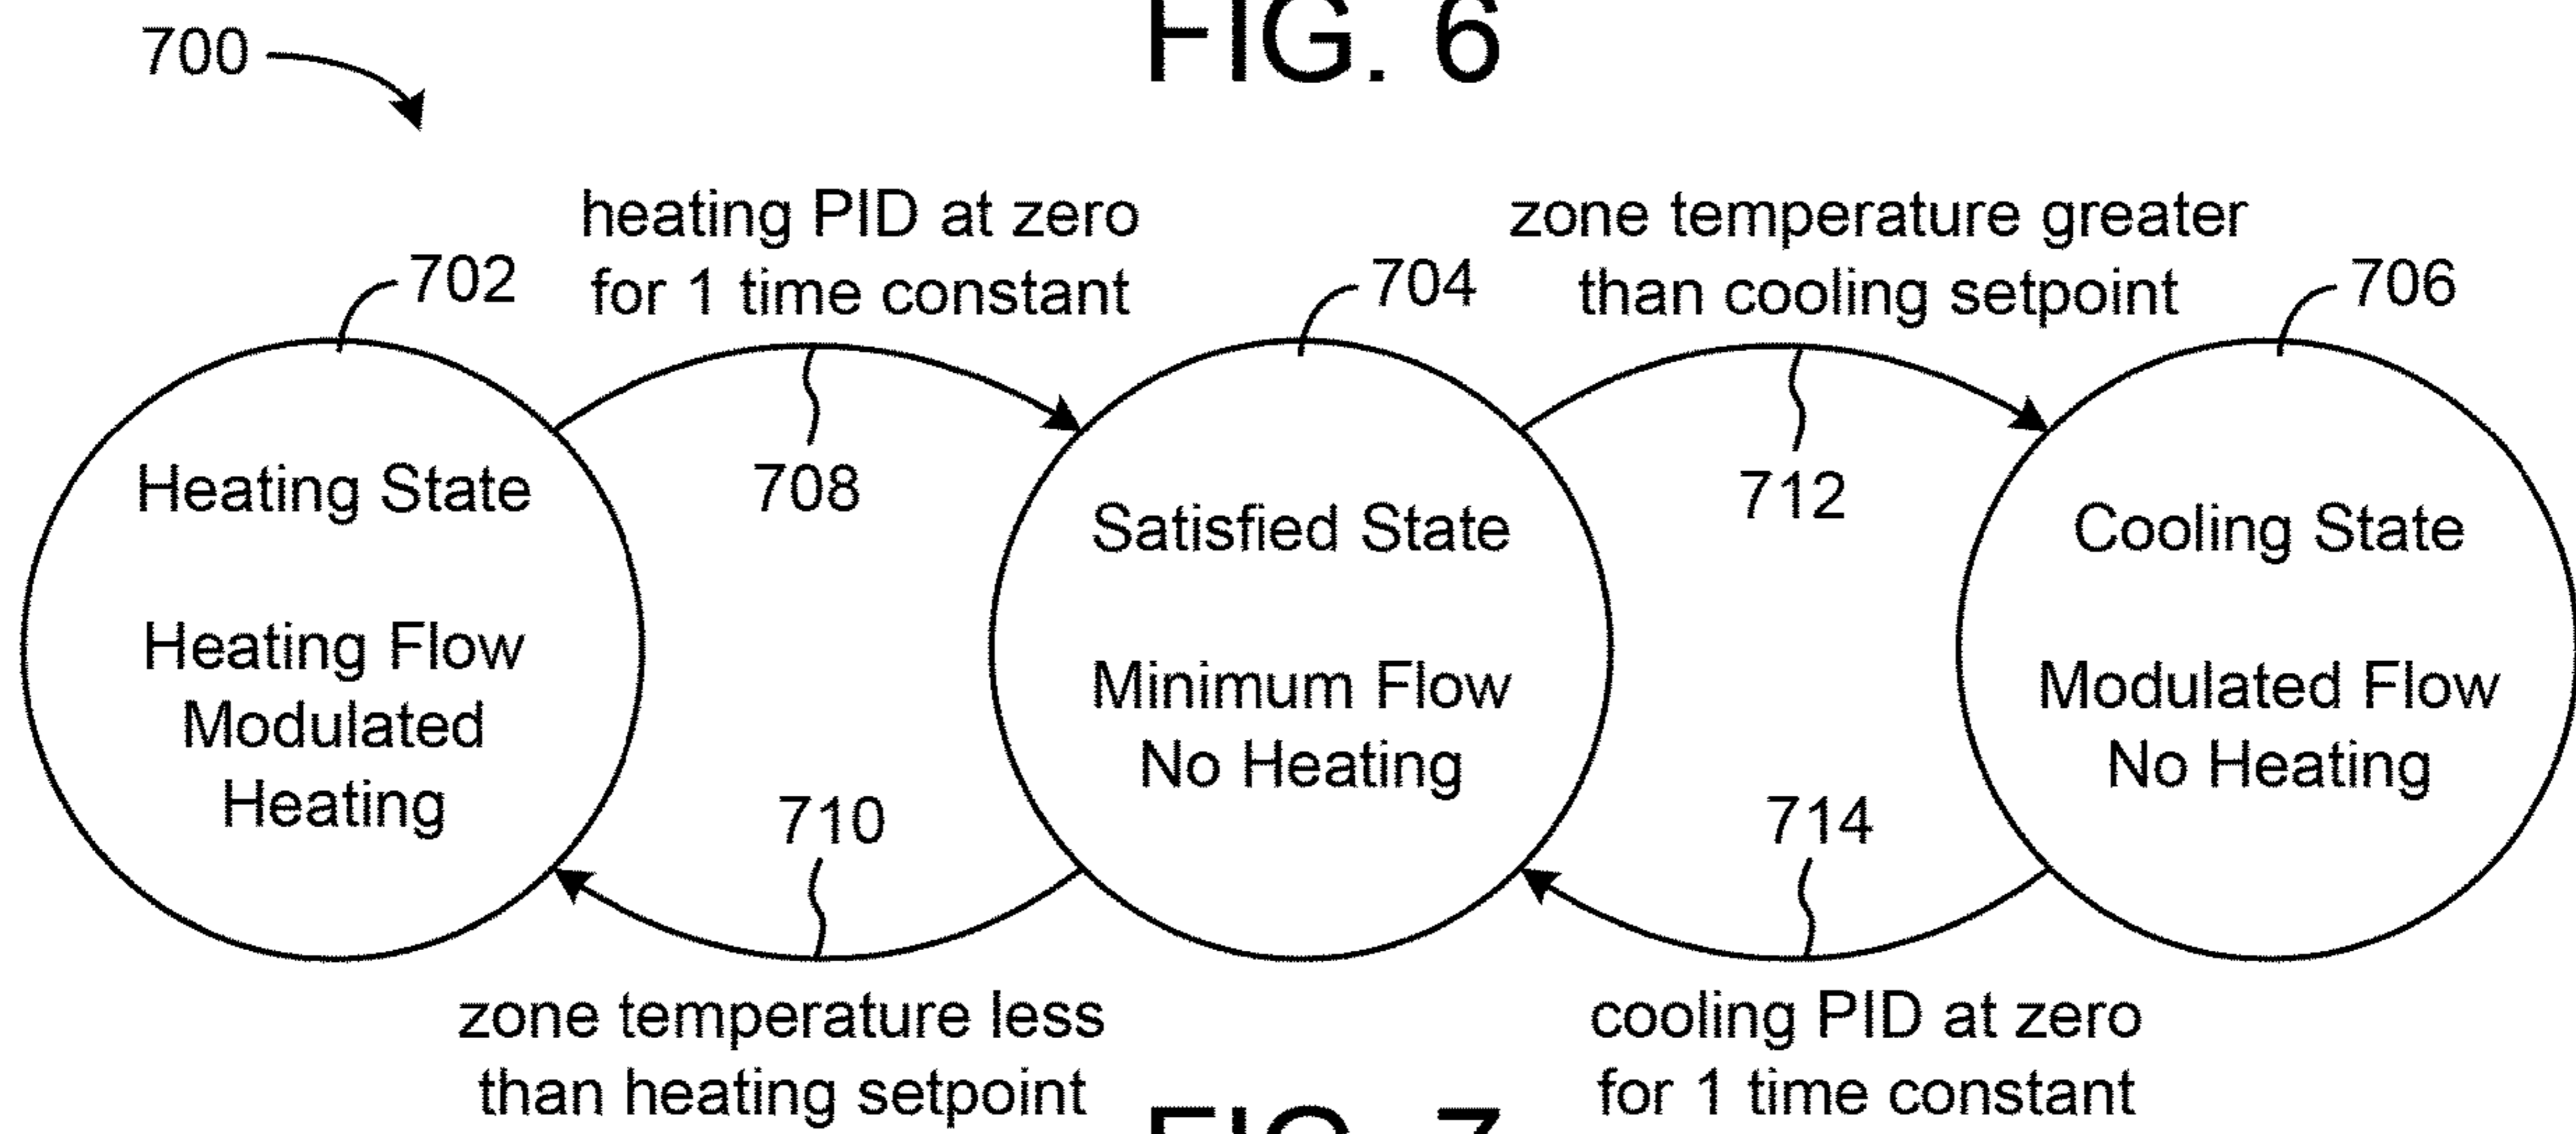 FIG. 6
700
heating PID at zero
for 1 time constant
zone temperature greater
than cooling setpoint
702
704
706
708
712
Heating State
Heating Flow
Modulated
Heating
Satisfied State
Minimum Flow
No Heating
Cooling State
Modulated Flow
No Heating
710
714
zone temperature less
than heating setpoint
cooling PID at zero
for 1 time constant
FIG. 7